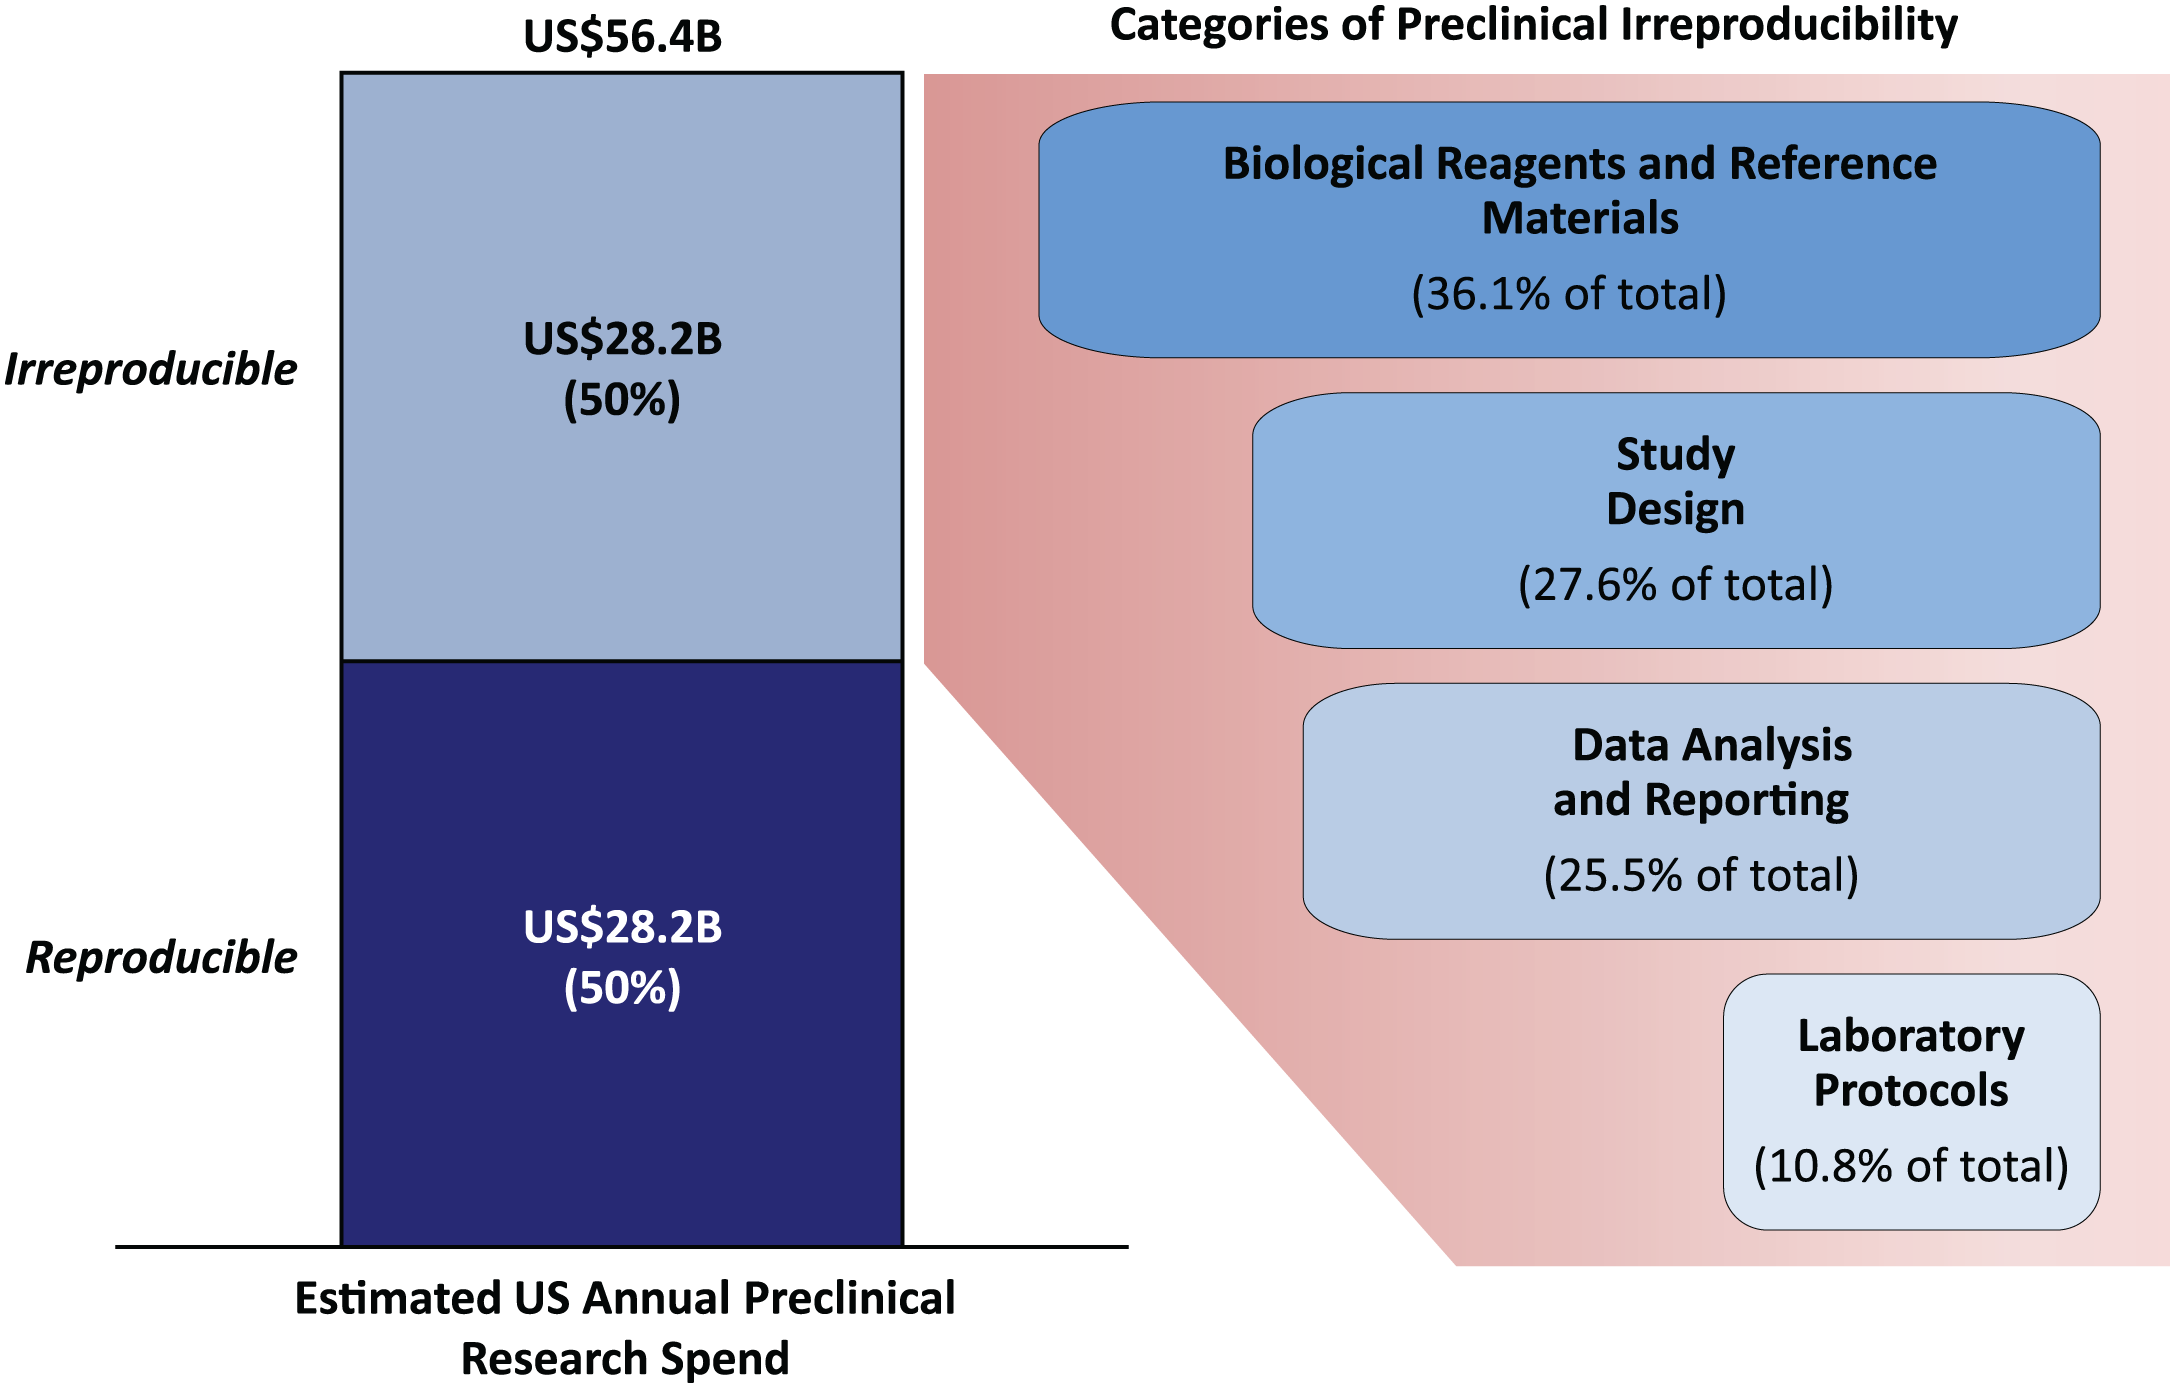 US$56.4B
Irreproducible
US$28.2B
(50%)
Reproducible
US$28.2B
(50%)
Estimated US Annual Preclinical
Research Spend
Categories of Preclinical Irreproducibility
Biological Reagents and Reference
Materials
(36.1% of total)
Study
Design
(27.6% of total)
Data Analysis
and Reporting
(25.5% of total)
Laboratory
Protocols
(10.8% of total)